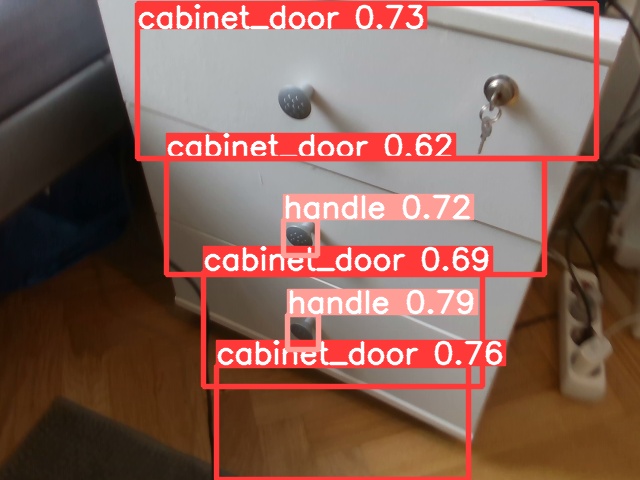 cabinet_door 0.73
cabinet_door 0.62
handle 0.72
cabinet_door 0.69
handle 0.79
cabinet_door 0.76